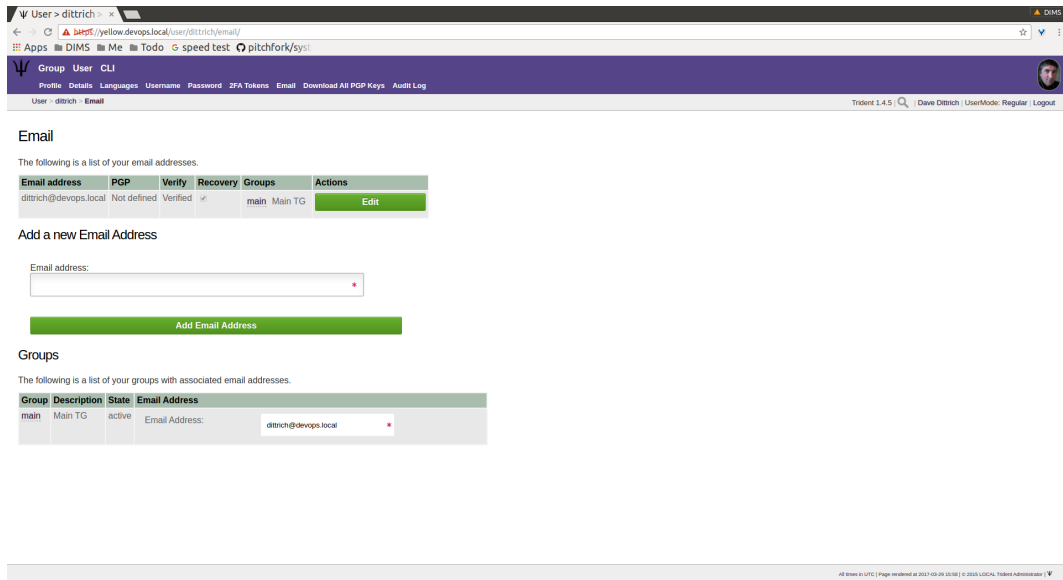 User > dittrich >
DIMS
https://yellow.devops.local/user/dittrich/email/
Apps DIMS Me Todo speed test pitchfork/syst
Group User CLI
Profile Details Languages Username Password 2FA Tokens Email Download All PGP Keys Audit Log
User > dittrich > Email
Trident 1.4.5 | | Dave Dittrich | UserMode: Regular | Logout
Email
The following is a list of your email addresses.
Email address PGP Verify Recovery Groups Actions
dittrich@devops.local Not defined Verified main Main TG Edit
Add a new Email Address
Email address:
*
Add Email Address
Groups
The following is a list of your groups with associated email addresses.
Group Description State Email Address
main Main TG active Email Address: dittrich@devops.local *
All times in UTC | Page rendered at 2017-03-29 15:58 | © 2015 LOCAL Trident Administrator | Ψ